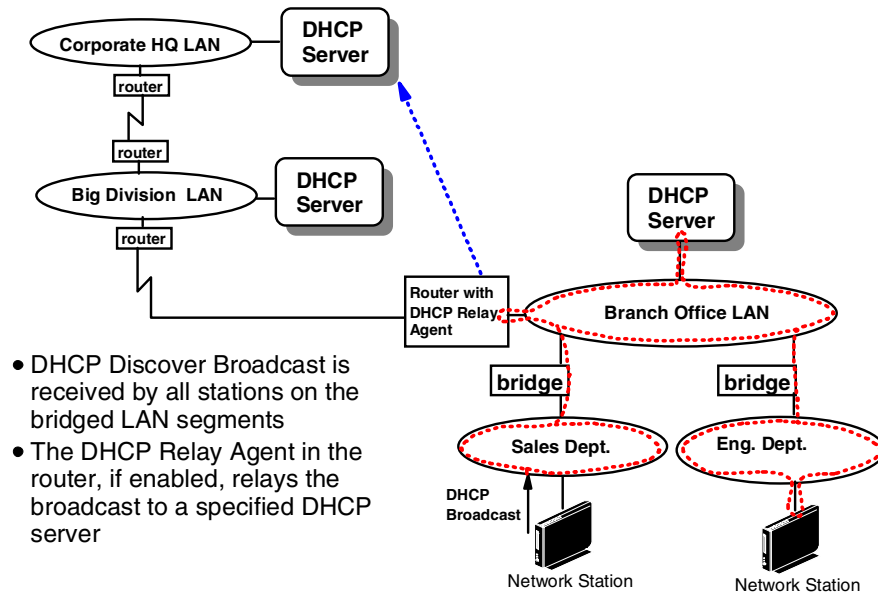 Corporate HQ LAN
DHCP
Server
router
router
Big Division LAN
DHCP
Server
router
DHCP
Server
Router with
DHCP Relay
Agent
Branch Office LAN
bridge
bridge
Sales Dept.
Eng. Dept.
DHCP
Broadcast
Network Station
Network Station
• DHCP Discover Broadcast is
received by all stations on the
bridged LAN segments
• The DHCP Relay Agent in the
router, if enabled, relays the
broadcast to a specified DHCP
server